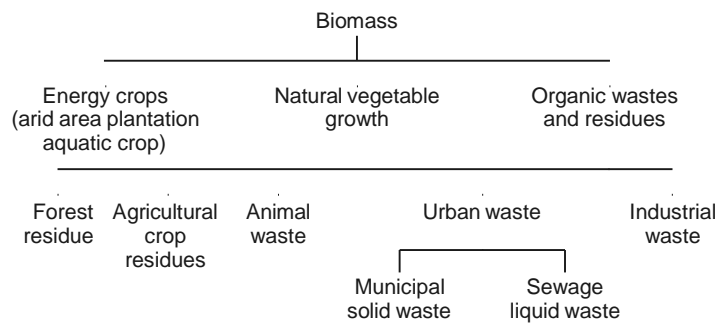 Biomass
Energy crops
(arid area plantation
aquatic crop)
Natural vegetable
growth
Organic wastes
and residues
Forest
residue
Agricultural
crop
residues
Animal
waste
Urban waste
Industrial
waste
Municipal
solid waste
Sewage
liquid waste